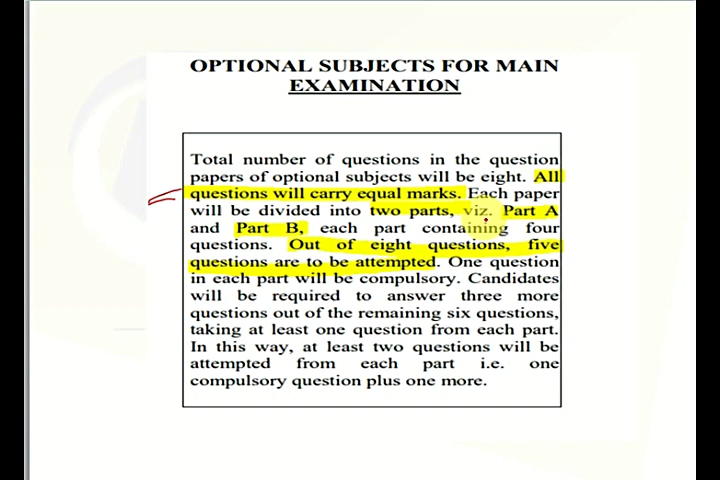 OPTIONAL SUBJECTS FOR MAIN
EXAMINATION
Total number of questions in the question
papers of optional subjects will be eight. All
questions will carry equal marks. Each paper
will be divided into two parts, viz. Part A
and Part B, each part containing four
questions. Out of eight questions, five
questions are to be attempted. One question
in each part will be compulsory. Candidates
will be required to answer three more
questions out of the remaining six questions,
taking at least one question from each part.
In this way, at least two questions will be
attempted from each part i.e. one
compulsory question plus one more.